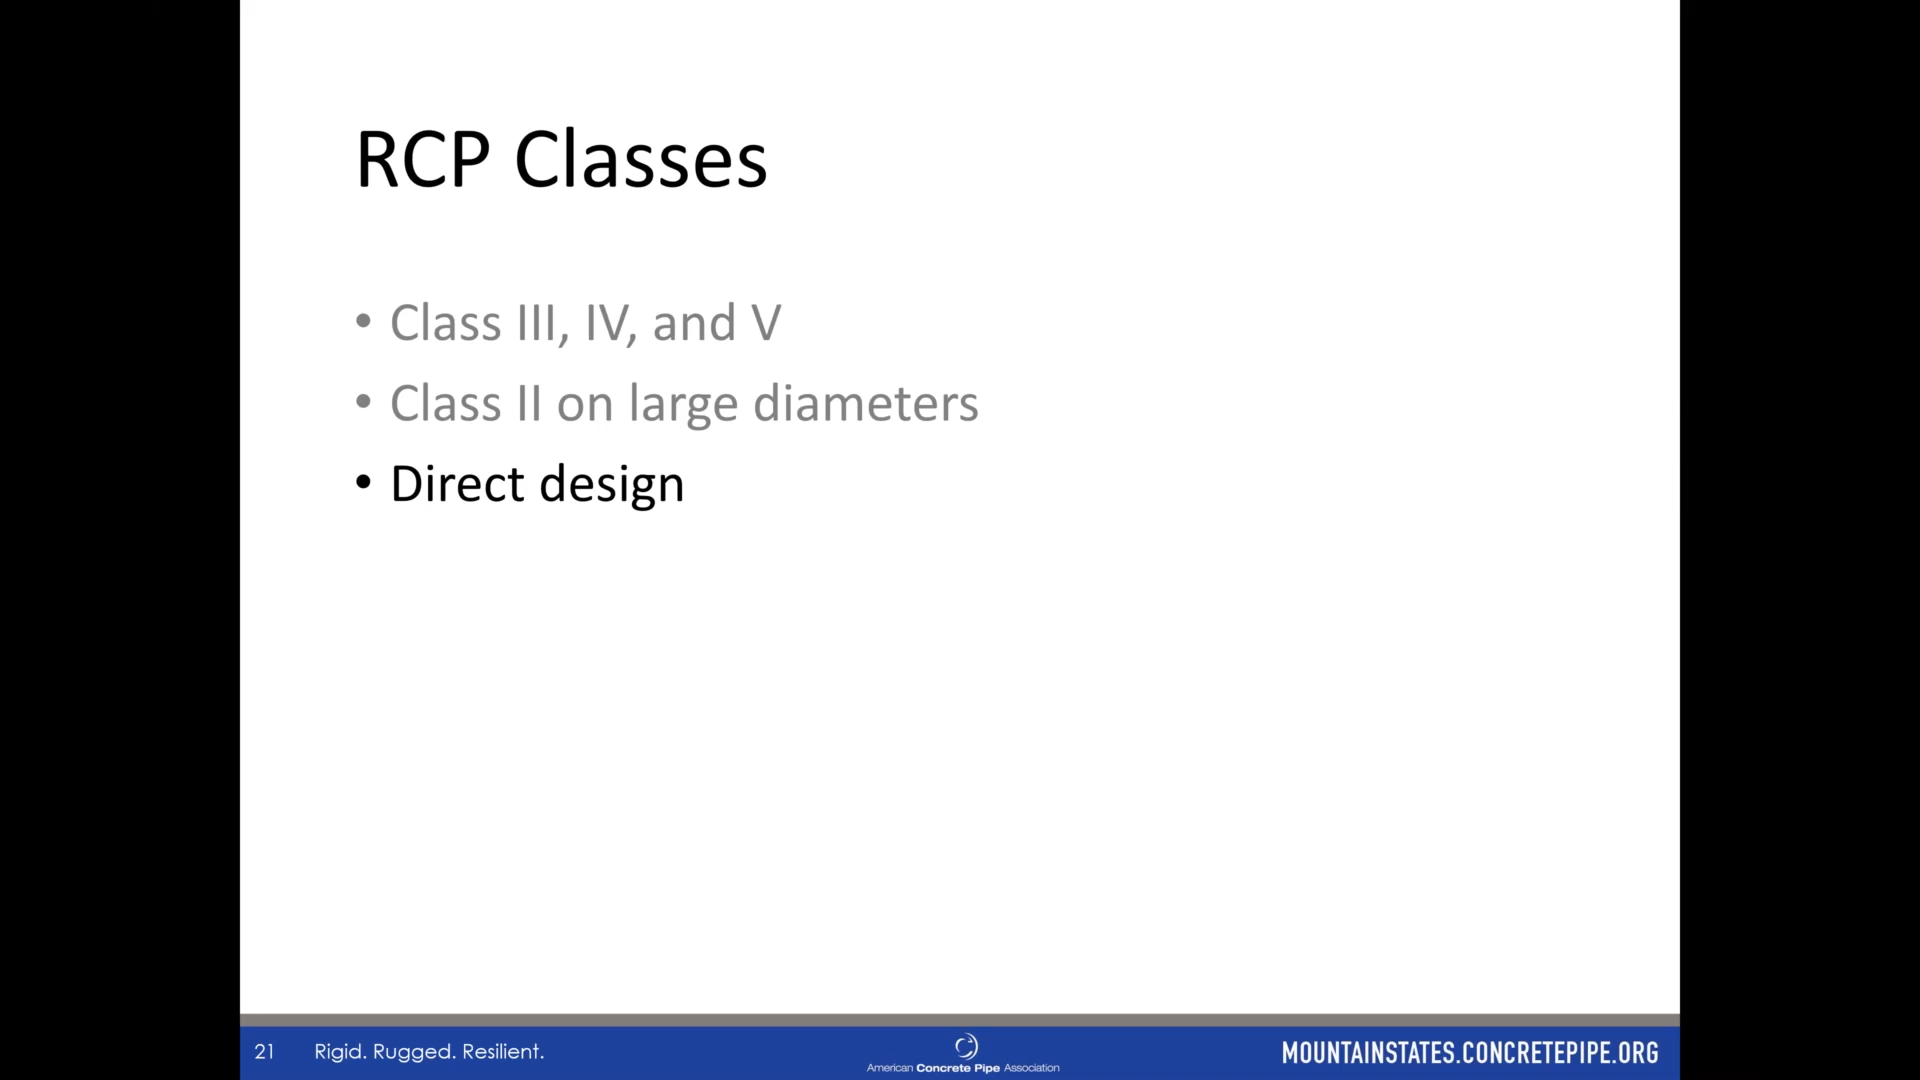 RCP Classes
• Class III, IV, and V
• Class II on large diameters
• Direct design
21 Rigid. Rugged. Resilient.
American Concrete Pipe Association
MOUNTAINSTATES.CONCRETEPIPE.ORG